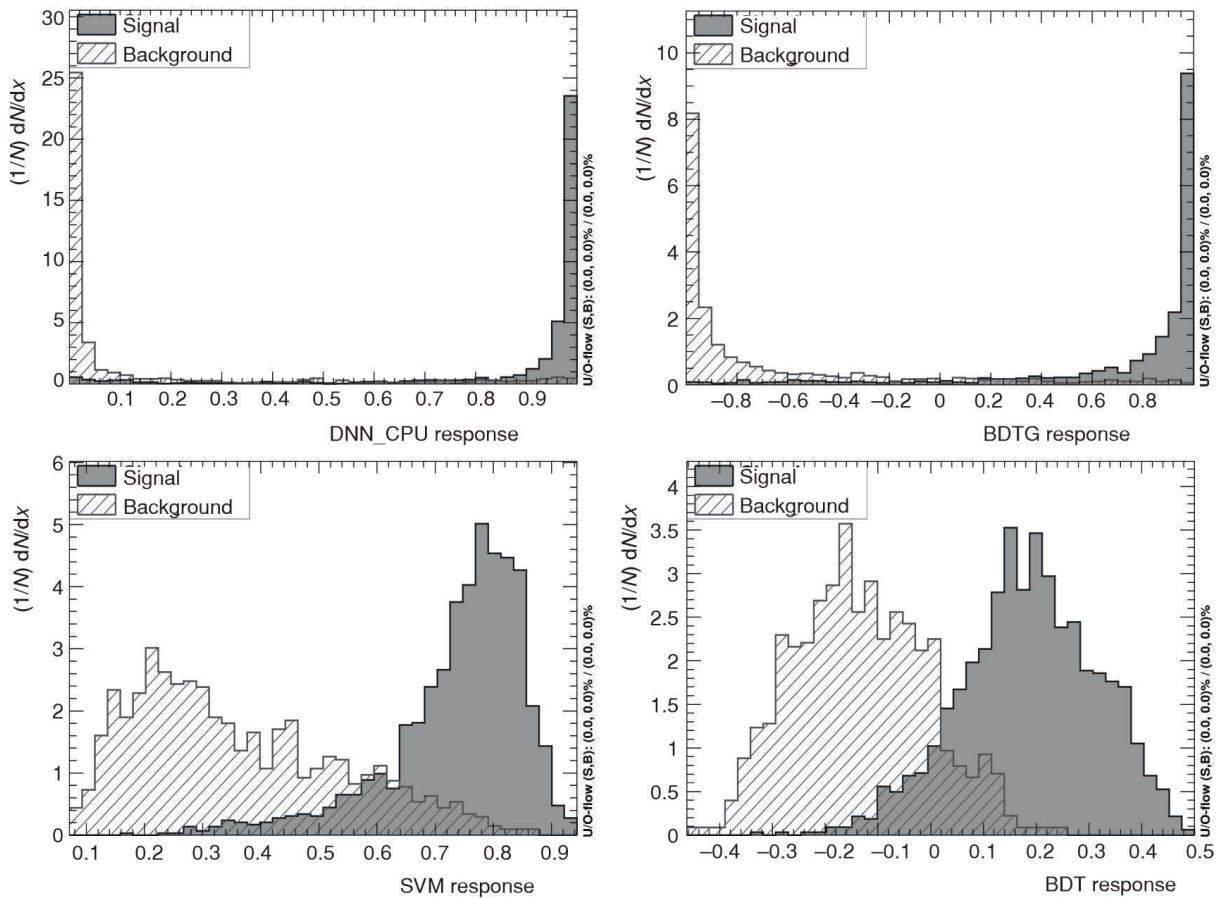 30
25
20
15
10
5
0
(1/N) dN/dx
Signal
Background
0.1 0.2 0.3 0.4 0.5 0.6 0.7 0.8 0.9
DNN_CPU response
U/O-flow (S,B): (0.0, 0.0)% / (0.0, 0.0)%
10
8
6
4
2
0
(1/N) dN/dx
Signal
Background
−0.8 −0.6 −0.4 −0.2 0 0.2 0.4 0.6 0.8
BDTG response
U/O-flow (S,B): (0.0, 0.0)% / (0.0, 0.0)%
6
5
4
3
2
1
0
(1/N) dN/dx
Signal
Background
0.1 0.2 0.3 0.4 0.5 0.6 0.7 0.8 0.9
SVM response
U/O-flow (S,B): (0.0, 0.0)% / (0.0, 0.0)%
4
3.5
3
2.5
2
1.5
1
0.5
0
(1/N) dN/dx
Signal
Background
−0.4 −0.3 −0.2 −0.1 0 0.1 0.2 0.3 0.4 0.5
BDT response
U/O-flow (S,B): (0.0, 0.0)% / (0.0, 0.0)%